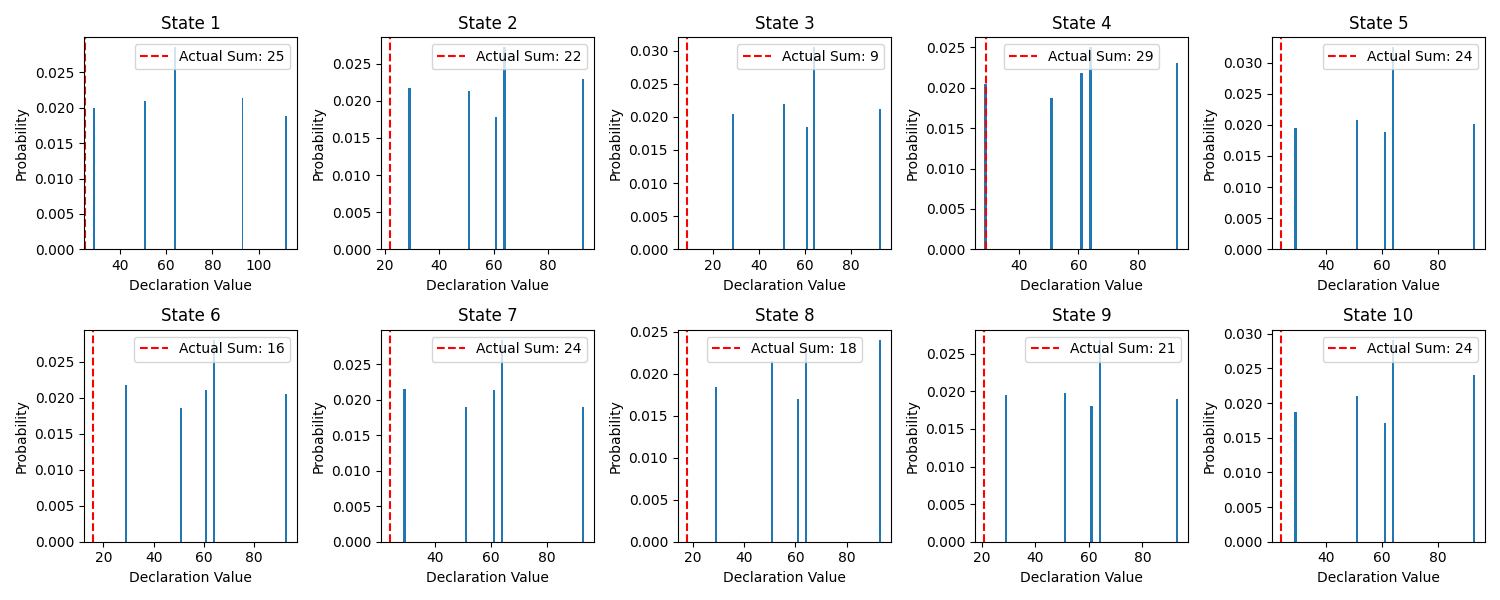 State 1
Actual Sum: 25
Probability
0.025
0.020
0.015
0.010
0.005
0.000
40 60 80 100
Declaration Value
State 2
Actual Sum: 22
Probability
0.025
0.020
0.015
0.010
0.005
0.000
20 40 60 80
Declaration Value
State 3
Actual Sum: 9
Probability
0.030
0.025
0.020
0.015
0.010
0.005
0.000
20 40 60 80
Declaration Value
State 4
Actual Sum: 29
Probability
0.025
0.020
0.015
0.010
0.005
0.000
40 60 80
Declaration Value
State 5
Actual Sum: 24
Probability
0.030
0.025
0.020
0.015
0.010
0.005
0.000
40 60 80
Declaration Value
State 6
Actual Sum: 16
Probability
0.025
0.020
0.015
0.010
0.005
0.000
20 40 60 80
Declaration Value
State 7
Actual Sum: 24
Probability
0.025
0.020
0.015
0.010
0.005
0.000
40 60 80
Declaration Value
State 8
Actual Sum: 18
Probability
0.025
0.020
0.015
0.010
0.005
0.000
20 40 60 80
Declaration Value
State 9
Actual Sum: 21
Probability
0.025
0.020
0.015
0.010
0.005
0.000
20 40 60 80
Declaration Value
State 10
Actual Sum: 24
Probability
0.030
0.025
0.020
0.015
0.010
0.005
0.000
40 60 80
Declaration Value